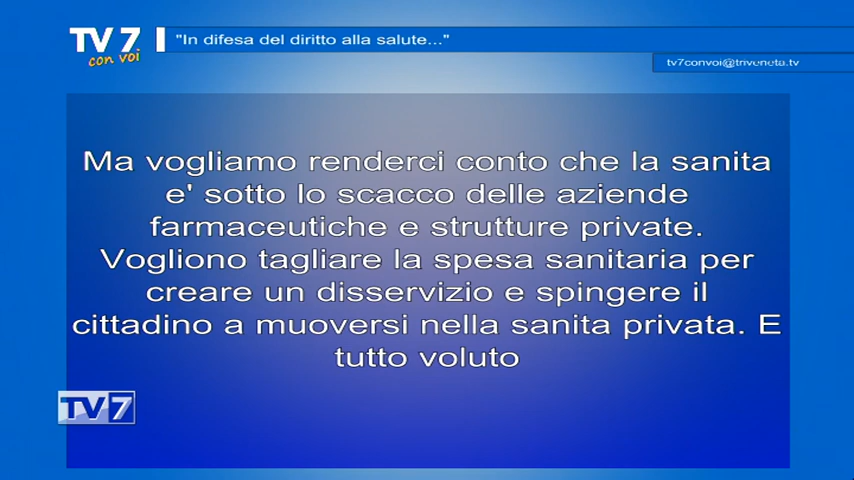 TV7
con voi
"In difesa del diritto alla salute..."
tv7convoi@triveneta.tv
Ma vogliamo renderci conto che la sanita
e' sotto lo scacco delle aziende
farmaceutiche e strutture private.
Vogliono tagliare la spesa sanitaria per
creare un disservizio e spingere il
cittadino a muoversi nella sanita privata. E
tutto voluto
TV7